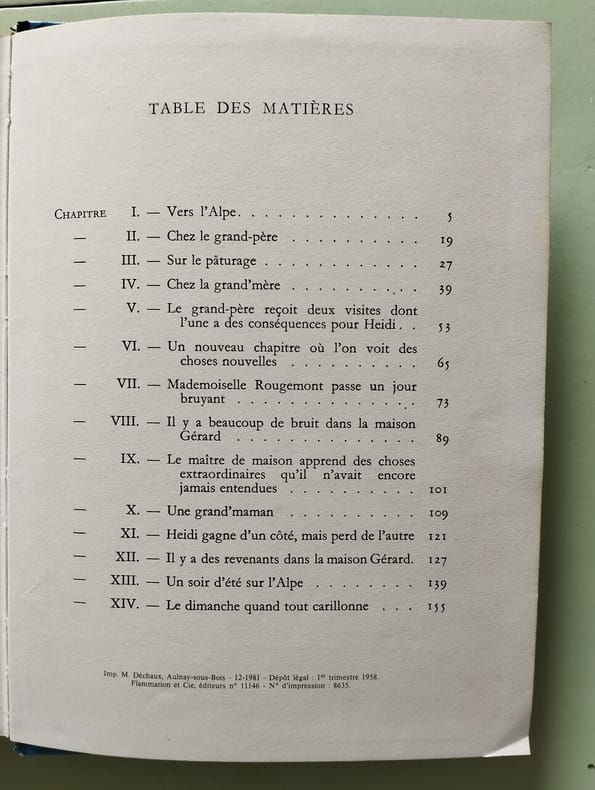 TABLE DES MATIÈRES
CHAPITRE I. — Vers l'Alpe. . . . . . . . . . . . . . 5
— II. — Chez le grand-père . . . . . . . . . . 19
— III. — Sur le pâturage . . . . . . . . . . . . 27
— IV. — Chez la grand'mère . . . . . . . . . . 39
— V. — Le grand-père reçoit deux visites dont
l'une a des conséquences pour Heidi. . 53
— VI. — Un nouveau chapitre où l'on voit des
choses nouvelles . . . . . . . . . . 65
— VII. — Mademoiselle Rougemont passe un jour
bruyant . . . . . . . . . . . . . . 73
— VIII. — Il y a beaucoup de bruit dans la maison
Gérard . . . . . . . . . . . . . . 89
— IX. — Le maître de maison apprend des choses
extraordinaires qu'il n'avait encore
jamais entendues . . . . . . . . . . 101
— X. — Une grand'maman . . . . . . . . . . 109
— XI. — Heidi gagne d'un côté, mais perd de l'autre 121
— XII. — Il y a des revenants dans la maison Gérard. 127
— XIII. — Un soir d'été sur l'Alpe . . . . . . . 139
— XIV. — Le dimanche quand tout carillonne . . . 155
Imp. M. Déchaux, Aulnay-sous-Bois - 12-1981 - Dépôt légal : 1er trimestre 1958.
Flammarion et Cie, éditeurs n° 11146 - N° d'impression : 8635.